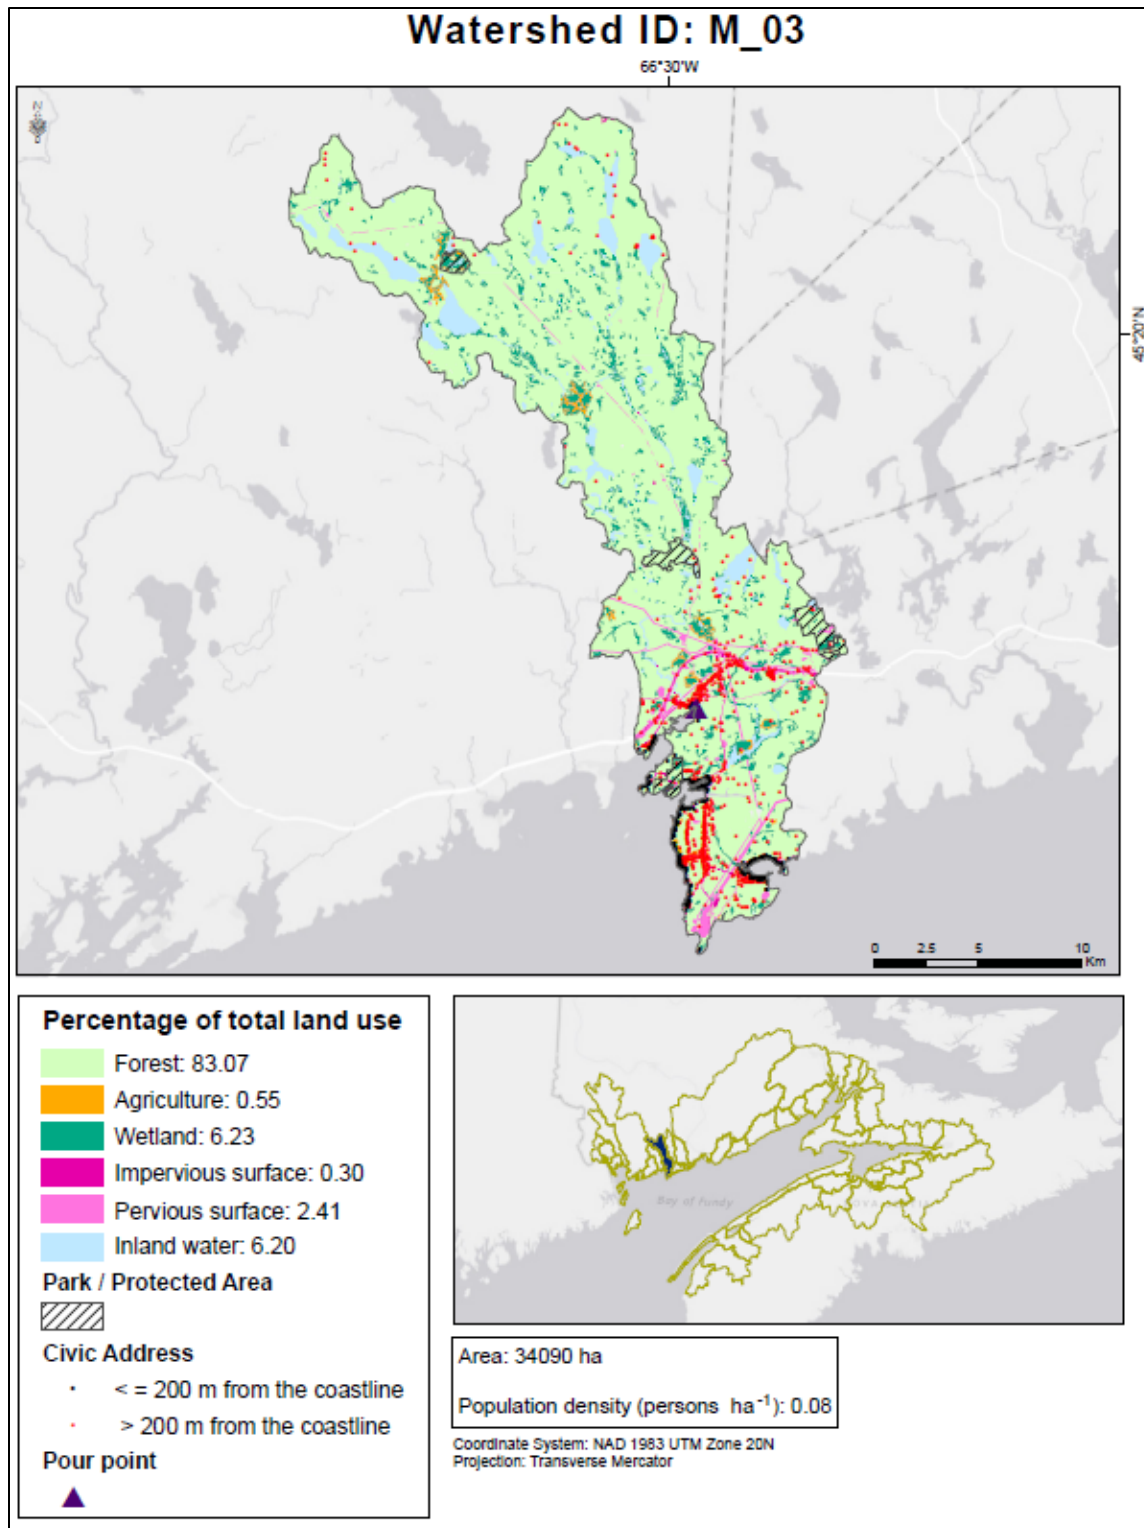 Watershed ID: M_03
66°30'W
N
45°20'N
0 2.5 5 10
Km
Percentage of total land use
Forest: 83.07
Agriculture: 0.55
Wetland: 6.23
Impervious surface: 0.30
Pervious surface: 2.41
Inland water: 6.20
Park / Protected Area
Civic Address
< = 200 m from the coastline
> 200 m from the coastline
Pour point
Bay of Fundy
Area: 34090 ha
Population density (persons ha⁻¹): 0.08
Coordinate System: NAD 1983 UTM Zone 20N
Projection: Transverse Mercator